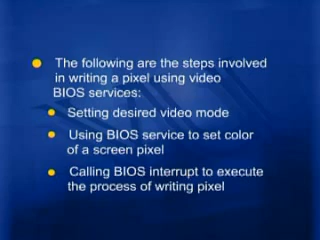 The following are the steps involved
in writing a pixel using video
BIOS services:
Setting desired video mode
Using BIOS service to set color
of a screen pixel
Calling BIOS interrupt to execute
the process of writing pixel